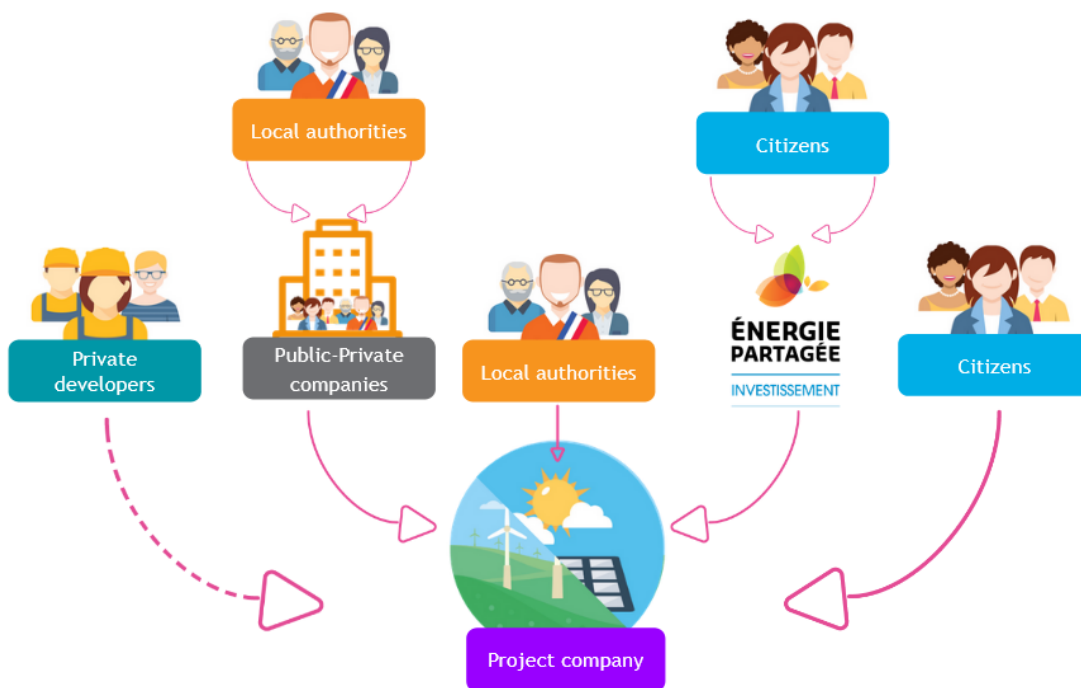 Local authorities
Citizens
Private
developers
Public-Private
companies
Local authorities
ÉNERGIE
PARTAGÉE
INVESTISSEMENT
Citizens
Project company